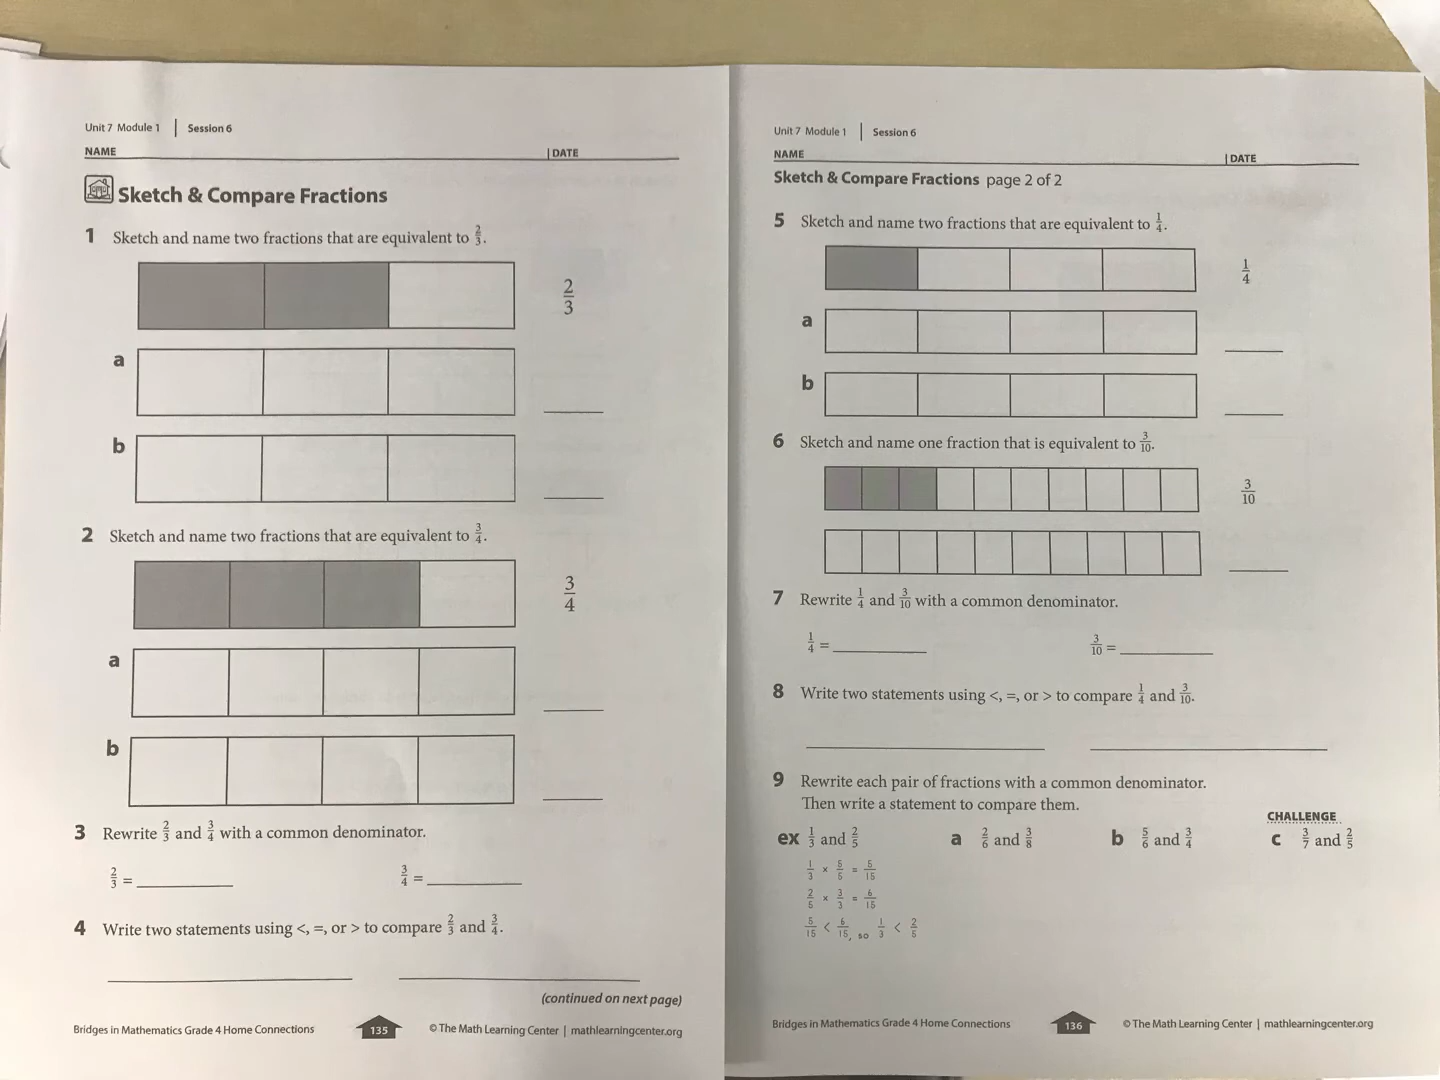 Unit 7 Module 1 | Session 6
NAME | DATE
Sketch & Compare Fractions
1 Sketch and name two fractions that are equivalent to 2/3.
2/3
a
b
2 Sketch and name two fractions that are equivalent to 3/4.
3/4
a
b
3 Rewrite 2/3 and 3/4 with a common denominator.
2/3 = ________ 3/4 = ________
4 Write two statements using <, =, or > to compare 2/3 and 3/4.
(continued on next page)
Bridges in Mathematics Grade 4 Home Connections 135 © The Math Learning Center | mathlearningcenter.org
Unit 7 Module 1 | Session 6
NAME | DATE
Sketch & Compare Fractions page 2 of 2
5 Sketch and name two fractions that are equivalent to 1/4.
1/4
a
b
6 Sketch and name one fraction that is equivalent to 3/10.
3/10
7 Rewrite 1/4 and 3/10 with a common denominator.
1/4 = ________ 3/10 = ________
8 Write two statements using <, =, or > to compare 1/4 and 3/10.
9 Rewrite each pair of fractions with a common denominator.
Then write a statement to compare them.
CHALLENGE
ex 1/3 and 2/5 a 2/6 and 3/8 b 5/6 and 3/4 c 3/7 and 2/5
1/3 × 5/5 = 5/15
2/5 × 3/3 = 6/15
5/15 < 6/15, so 1/3 < 2/5
Bridges in Mathematics Grade 4 Home Connections 136 © The Math Learning Center | mathlearningcenter.org